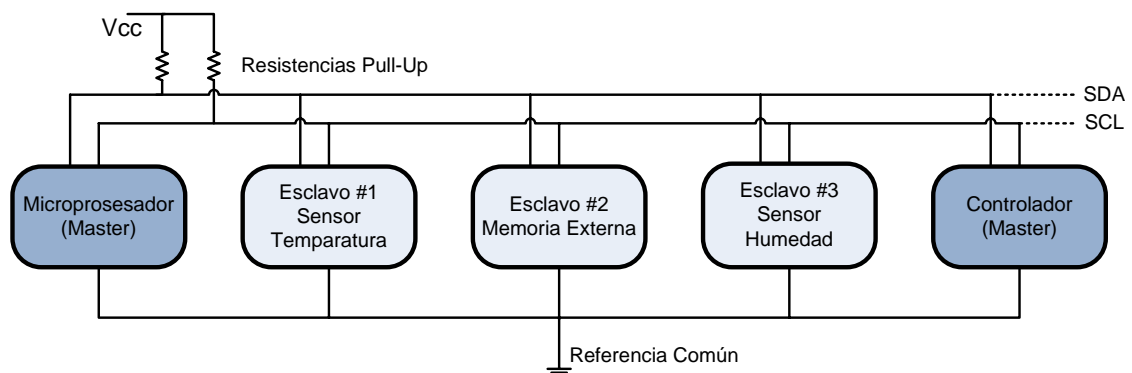 Vcc
Resistencias Pull-Up
SDA
SCL
Microprosesador
(Master)
Esclavo #1
Sensor
Temparatura
Esclavo #2
Memoria Externa
Esclavo #3
Sensor
Humedad
Controlador
(Master)
Referencia Común